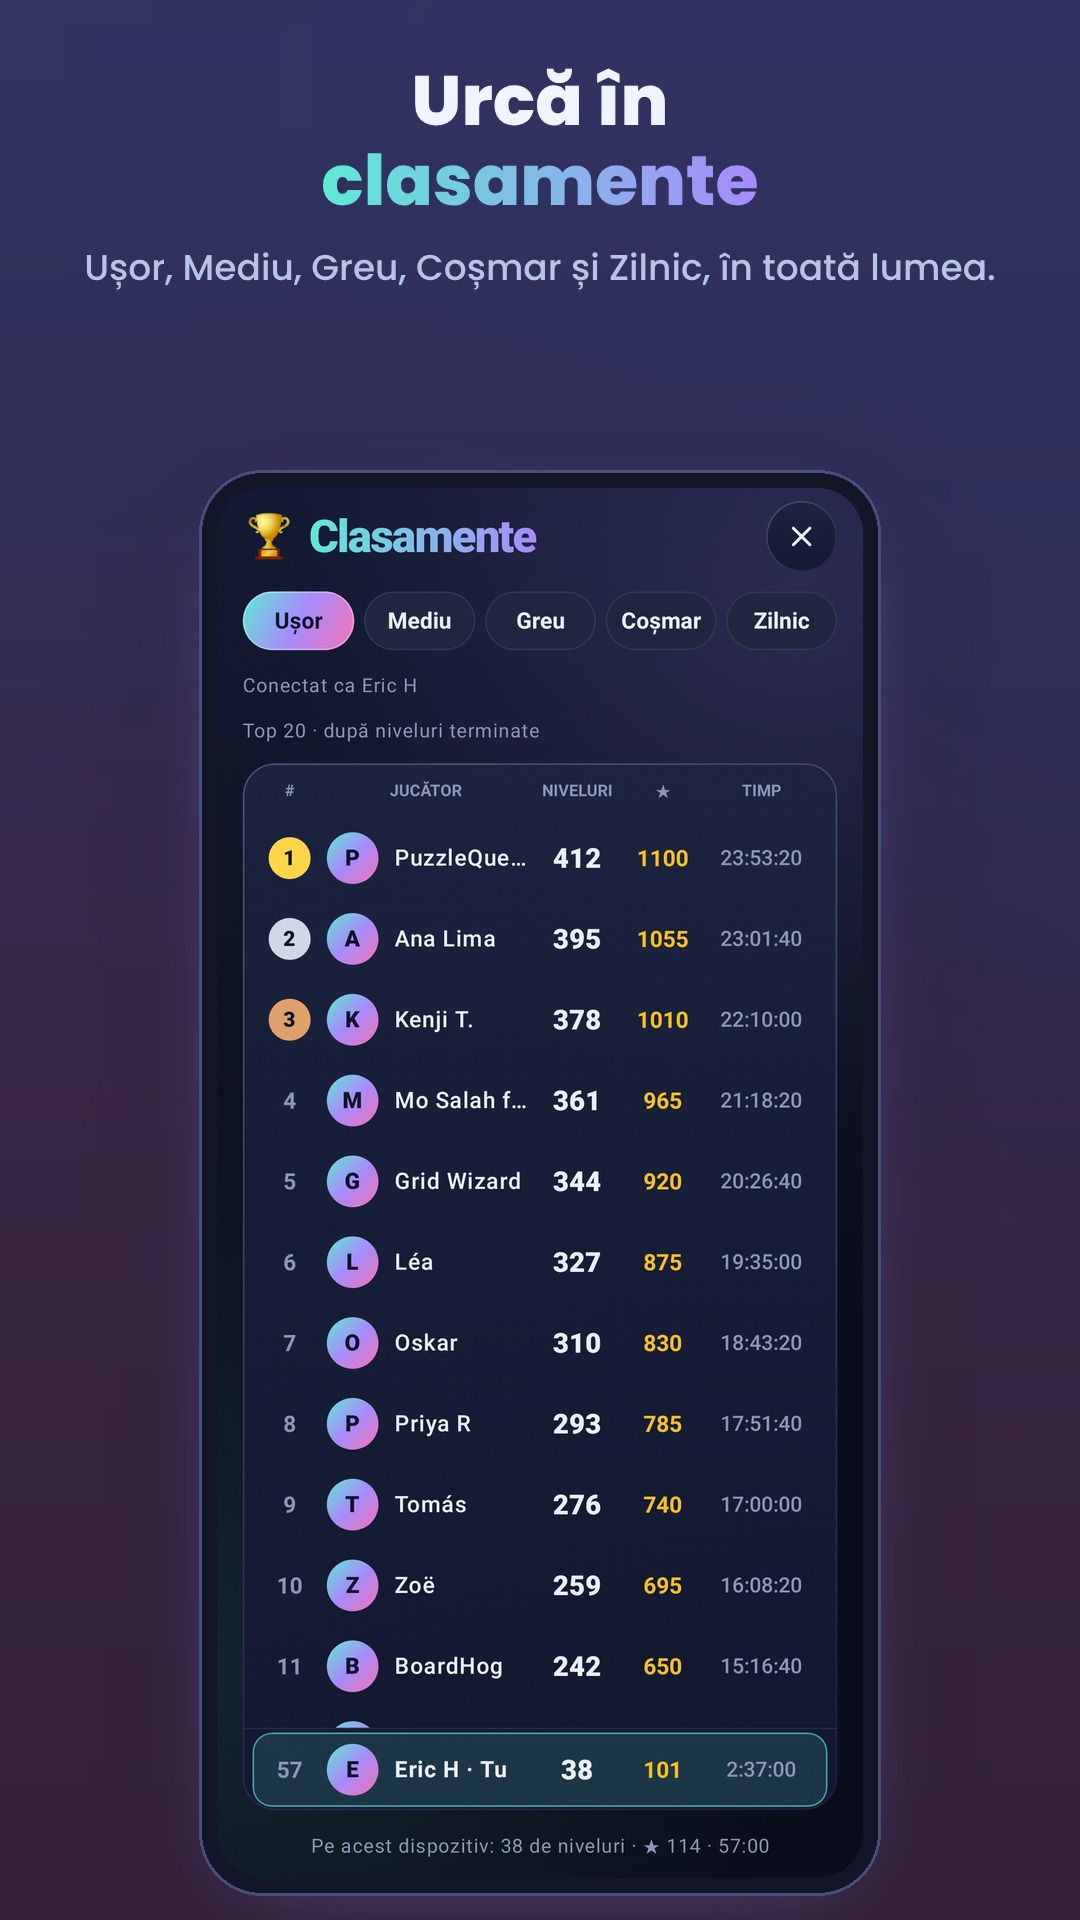 Urcă în
clasamente
Ușor, Mediu, Greu, Coșmar și Zilnic, în toată lumea.
🏆 Clasamente ✕
Ușor Mediu Greu Coșmar Zilnic
Conectat ca Eric H
Top 20 · după niveluri terminate
# JUCĂTOR NIVELURI ★ TIMP
1 P PuzzleQue… 412 1100 23:53:20
2 A Ana Lima 395 1055 23:01:40
3 K Kenji T. 378 1010 22:10:00
4 M Mo Salah f… 361 965 21:18:20
5 G Grid Wizard 344 920 20:26:40
6 L Léa 327 875 19:35:00
7 O Oskar 310 830 18:43:20
8 P Priya R 293 785 17:51:40
9 T Tomás 276 740 17:00:00
10 Z Zoë 259 695 16:08:20
11 B BoardHog 242 650 15:16:40
57 E Eric H · Tu 38 101 2:37:00
Pe acest dispozitiv: 38 de niveluri · ★ 114 · 57:00